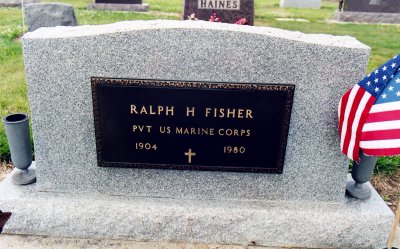 HAINES
RALPH H FISHER
PVT US MARINE CORPS
1904 1980